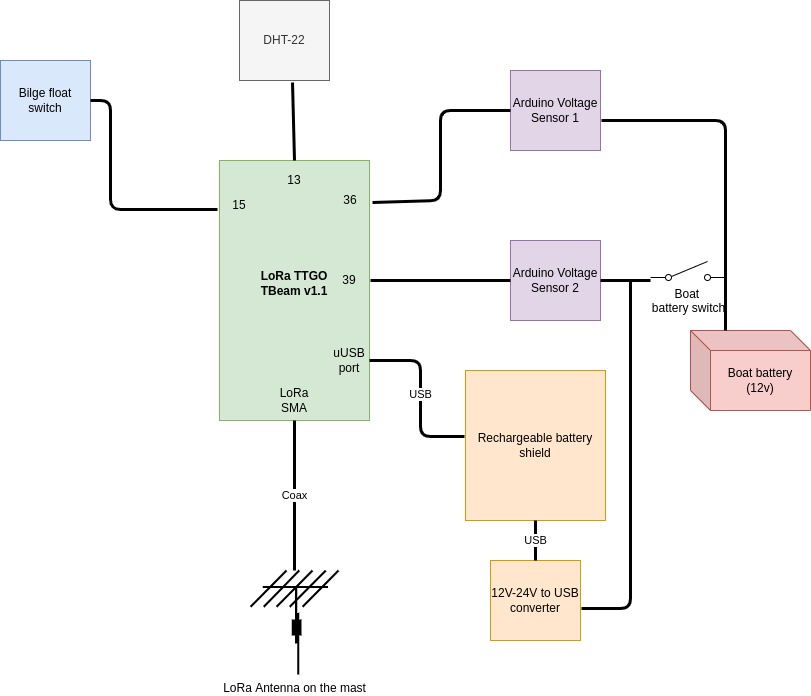 DHT-22
Bilge float
switch
Arduino Voltage
Sensor 1
13
15
36
LoRa TTGO
TBeam v1.1
39
Arduino Voltage
Sensor 2
Boat
battery switch
uUSB
port
Boat battery
(12v)
LoRa
SMA
USB
Rechargeable battery
shield
Coax
USB
12V-24V to USB
converter
LoRa Antenna on the mast